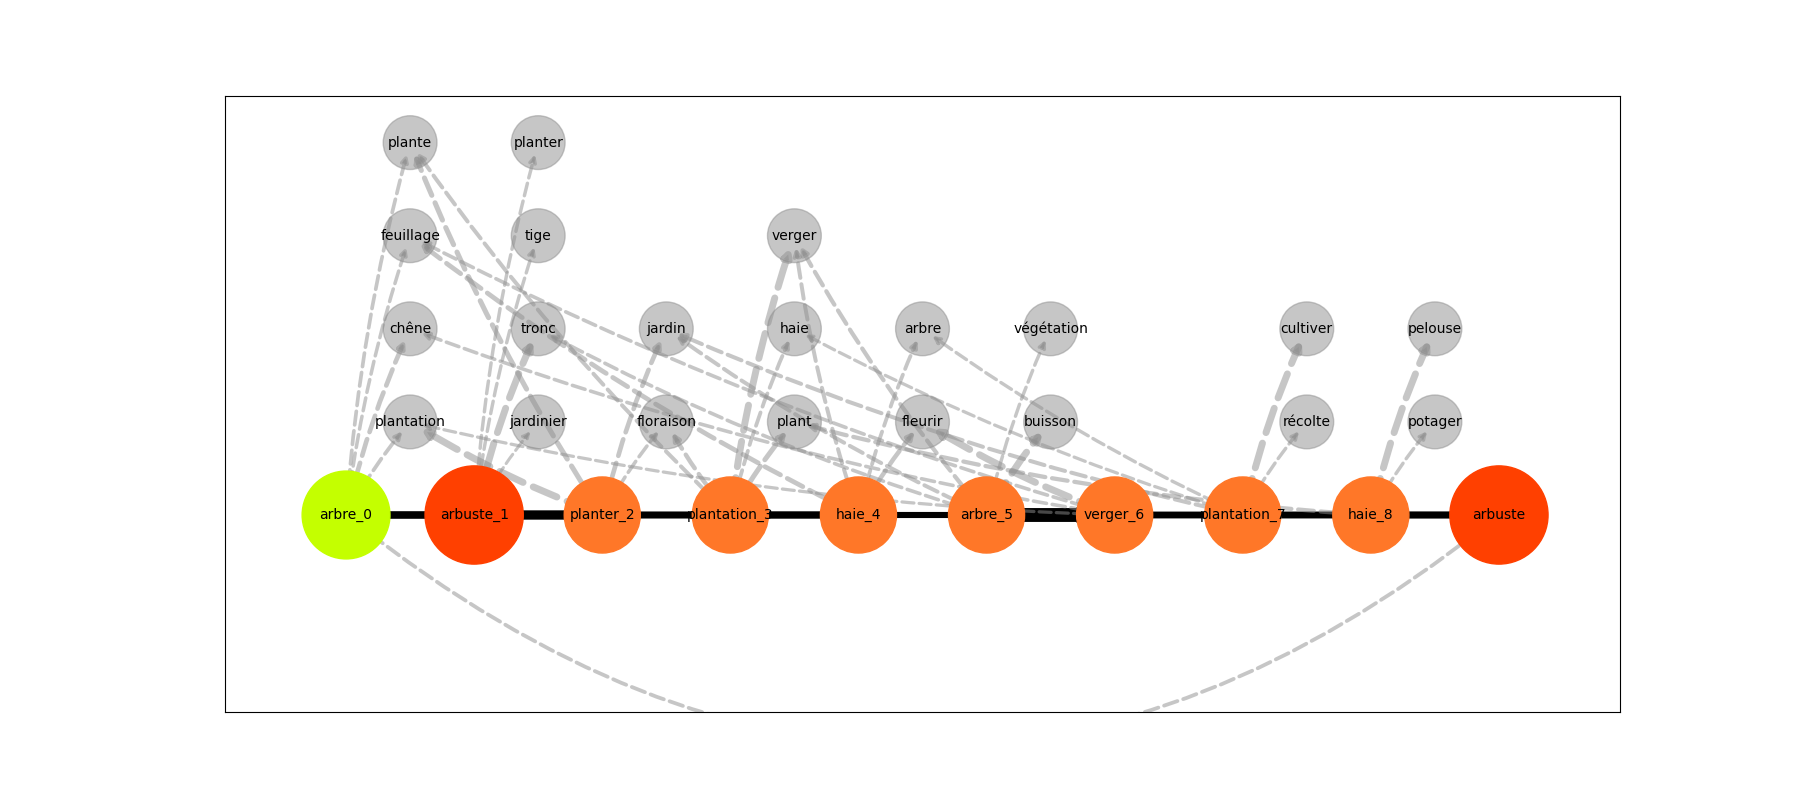 plante planter
feuillage tige verger
chêne tronc jardin haie arbre végétation cultiver pelouse
plantation jardinier floraison plant fleurir buisson récolte potager
arbre_0 arbuste_1 planter_2 plantation_3 haie_4 arbre_5 verger_6 plantation_7 haie_8 arbuste